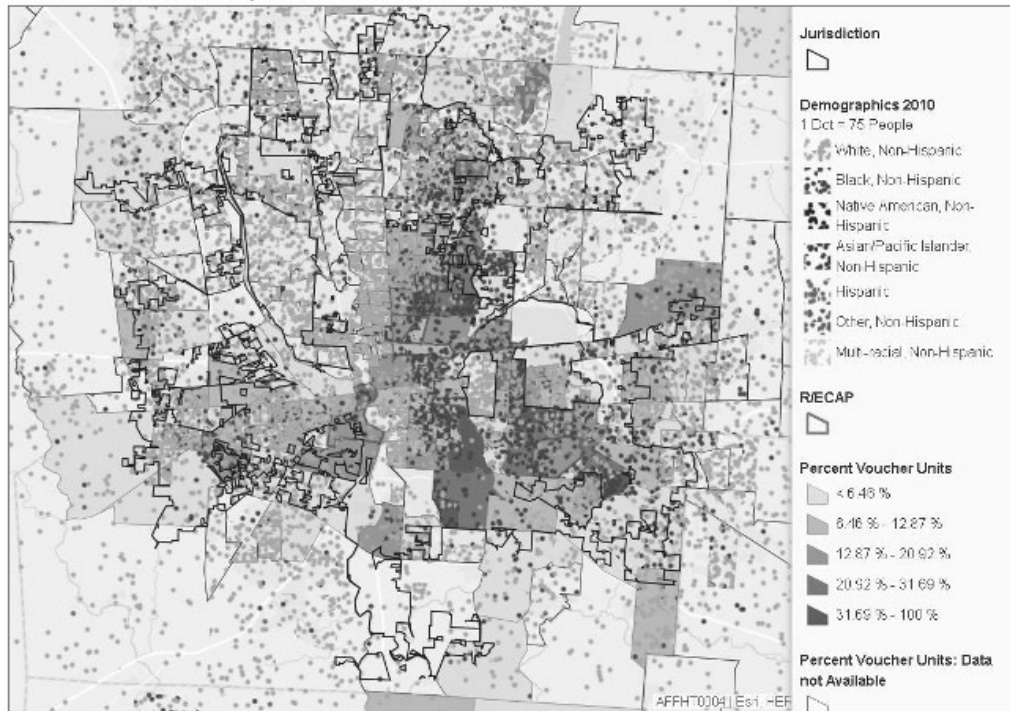 Jurisdiction
Demographics 2010
1 Dot = 75 People
White, Non-Hispanic
Black, Non-Hispanic
Native American, Non-
Hispanic
Asian/Pacific Islander,
Non-Hispanic
Hispanic
Other, Non-Hispanic
Multi-racial, Non-Hispanic
R/ECAP
Percent Voucher Units
< 6.46 %
6.46 % - 12.87 %
12.87 % - 20.92 %
20.92 % - 31.69 %
31.69 % - 100 %
Percent Voucher Units: Data
not Available
AFFHT0004 | Esri, HER